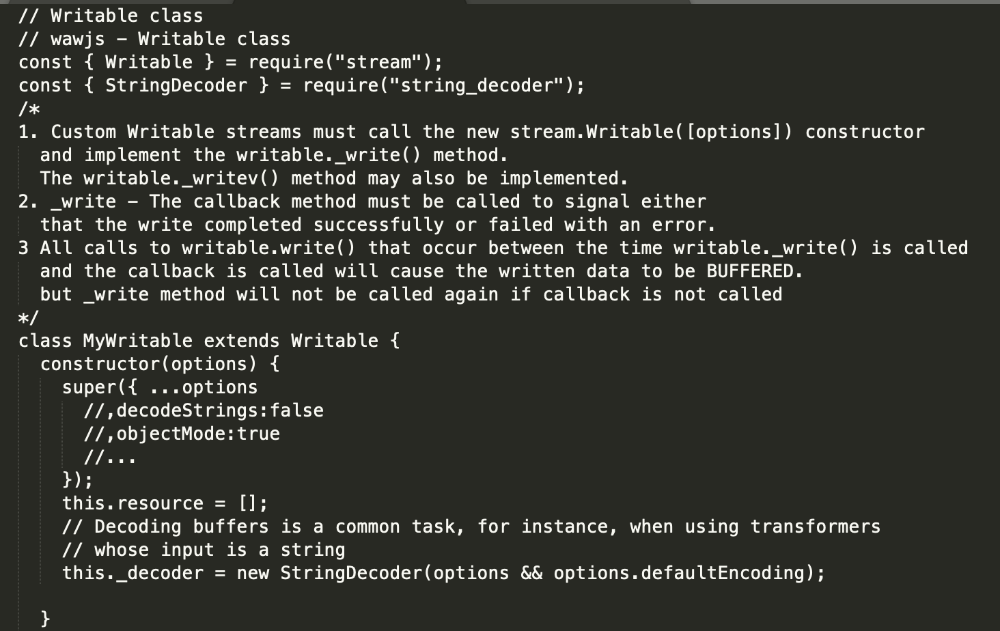 // Writable class
// wawjs – Writable class
const { Writable } = require("stream");
const { StringDecoder } = require("string_decoder");
/*
1. Custom Writable streams must call the new stream.Writable([options]) constructor
and implement the writable._write() method.
The writable._writev() method may also be implemented.
2. _write – The callback method must be called to signal either
that the write completed successfully or failed with an error.
3 All calls to writable.write() that occur between the time writable._write() is called
and the callback is called will cause the written data to be BUFFERED.
but _write method will not be called again if callback is not called
*/
class MyWritable extends Writable {
constructor(options) {
super({ ...options
//,decodeStrings:false
//,objectMode:true
//...
});
this.resource = [];
// Decoding buffers is a common task, for instance, when using transformers
// whose input is a string
this._decoder = new StringDecoder(options && options.defaultEncoding);
}